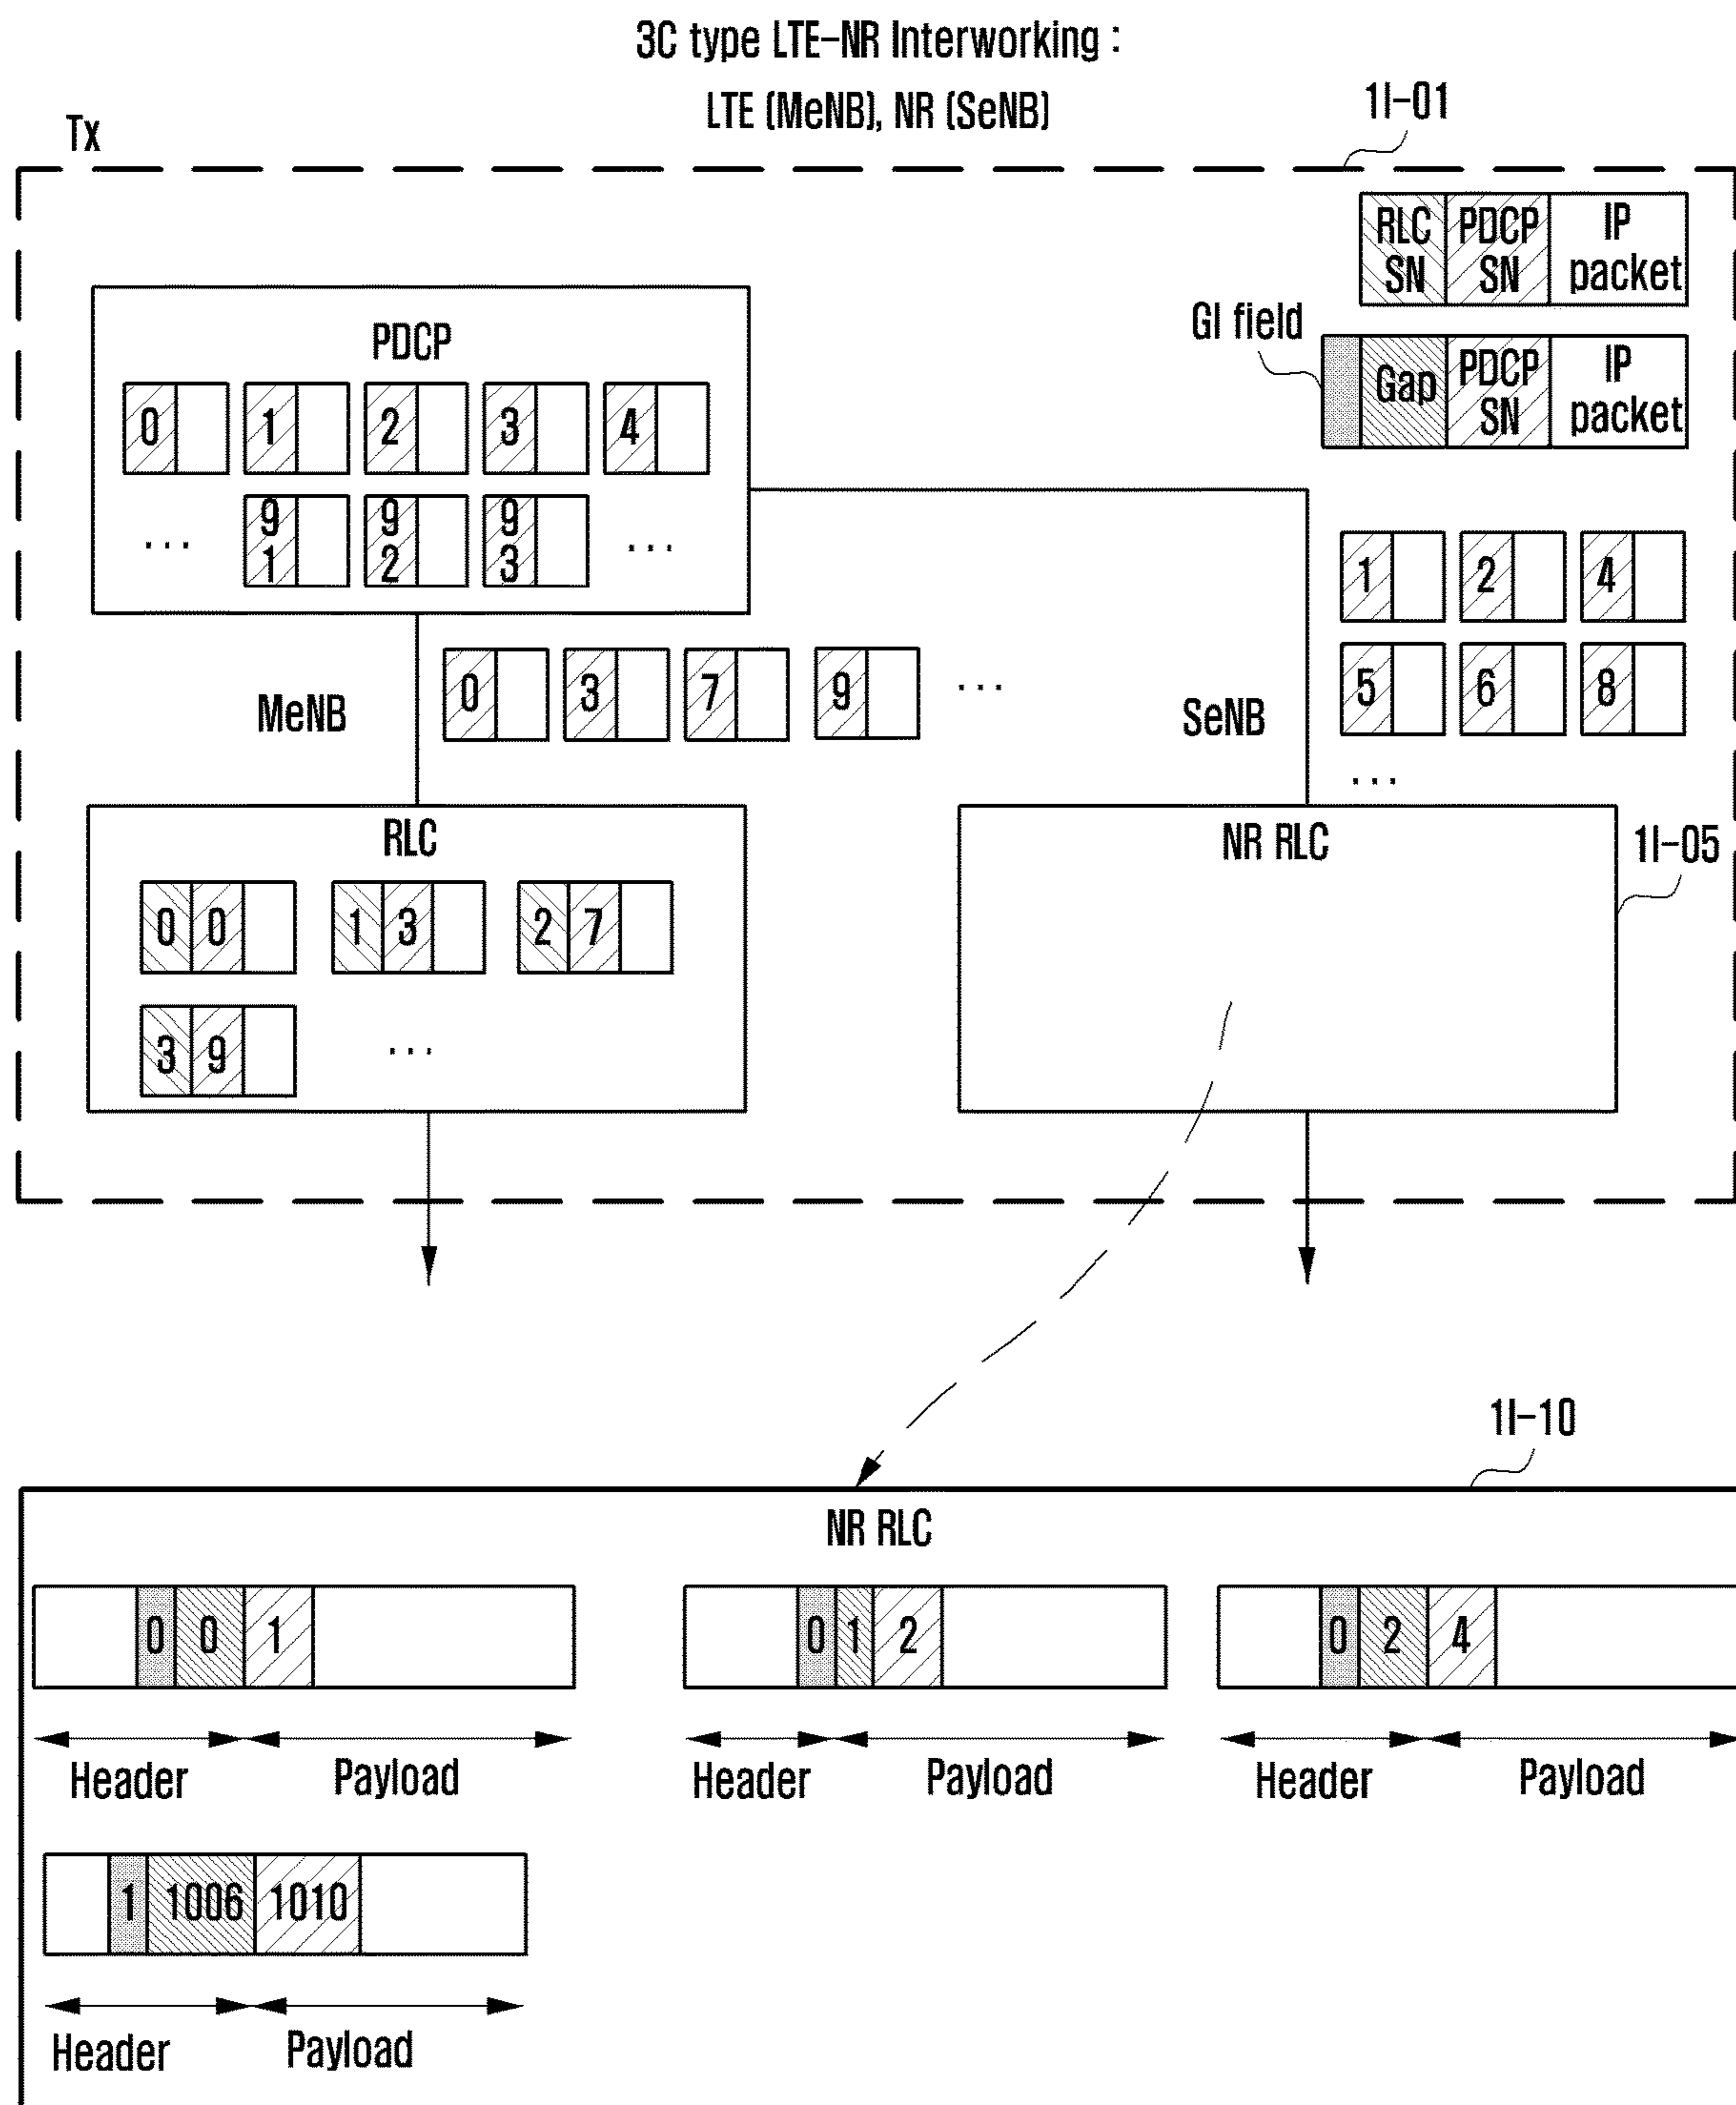 3C type LTE-NR Interworking :
LTE (MeNB), NR (SeNB)
1I-01
Tx
RLC SN PDCP SN IP packet
GI field
Gap PDCP SN IP packet
PDCP
0 1 2 3 4
... 91 92 93 ...
1 2 4
5 6 8
...
MeNB
0 3 7 9 ...
SeNB
RLC
0 0 1 3 2 7
3 9 ...
NR RLC
1I-05
1I-10
NR RLC
0 0 1 0 1 2 0 2 4
Header Payload Header Payload Header Payload
1 1006 1010
Header Payload